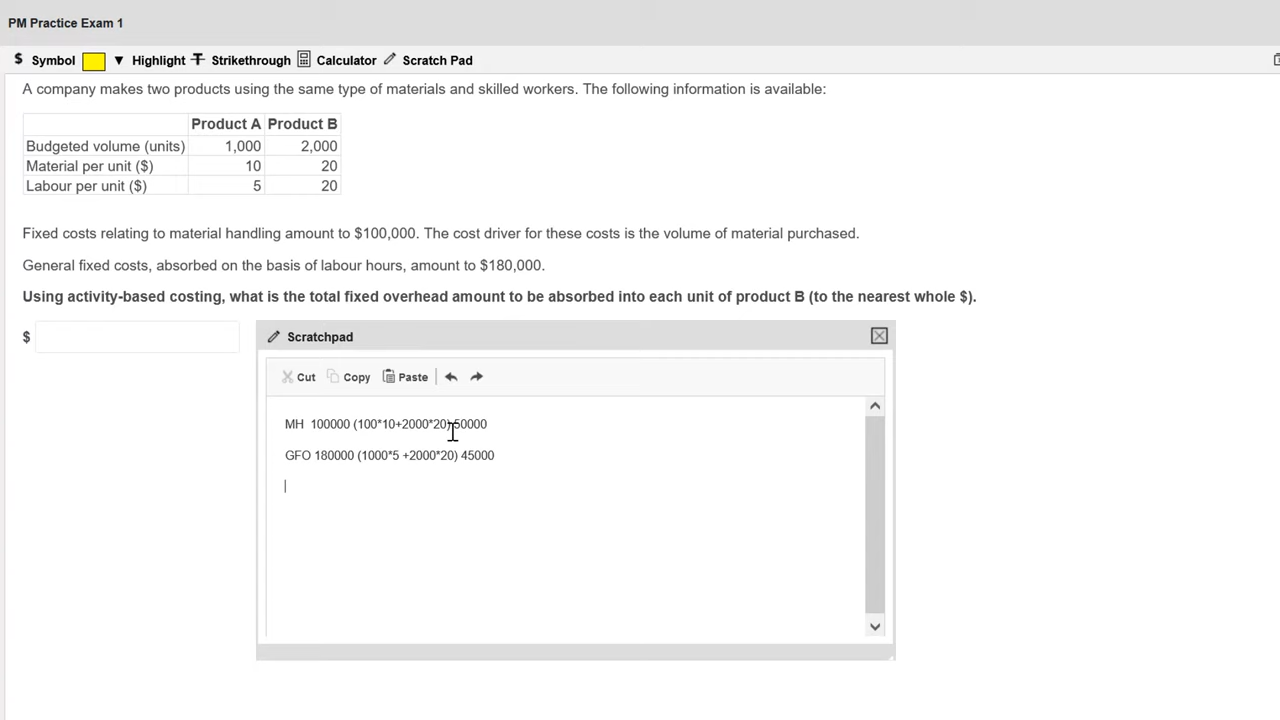 PM Practice Exam 1
$ Symbol ▼ Highlight Strikethrough Calculator Scratch Pad
A company makes two products using the same type of materials and skilled workers. The following information is available:
Product A Product B
Budgeted volume (units) 1,000 2,000
Material per unit ($) 10 20
Labour per unit ($) 5 20
Fixed costs relating to material handling amount to $100,000. The cost driver for these costs is the volume of material purchased.
General fixed costs, absorbed on the basis of labour hours, amount to $180,000.
Using activity-based costing, what is the total fixed overhead amount to be absorbed into each unit of product B (to the nearest whole $).
$
Scratchpad
Cut Copy Paste
MH 100000 (100*10+2000*20) 50000
GFO 180000 (1000*5 +2000*20) 45000